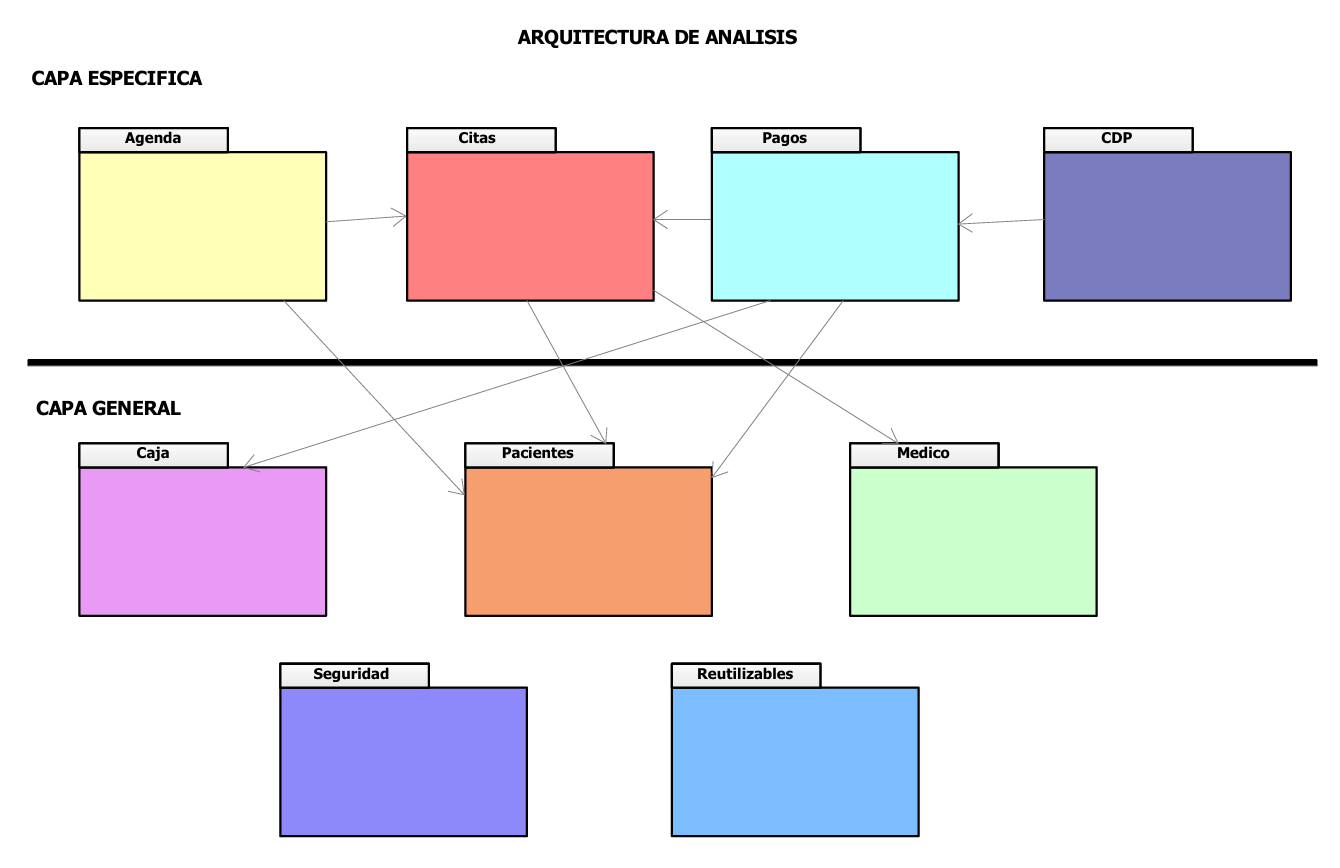 ARQUITECTURA DE ANALISIS
CAPA ESPECIFICA
Agenda
Citas
Pagos
CDP
CAPA GENERAL
Caja
Pacientes
Medico
Seguridad
Reutilizables